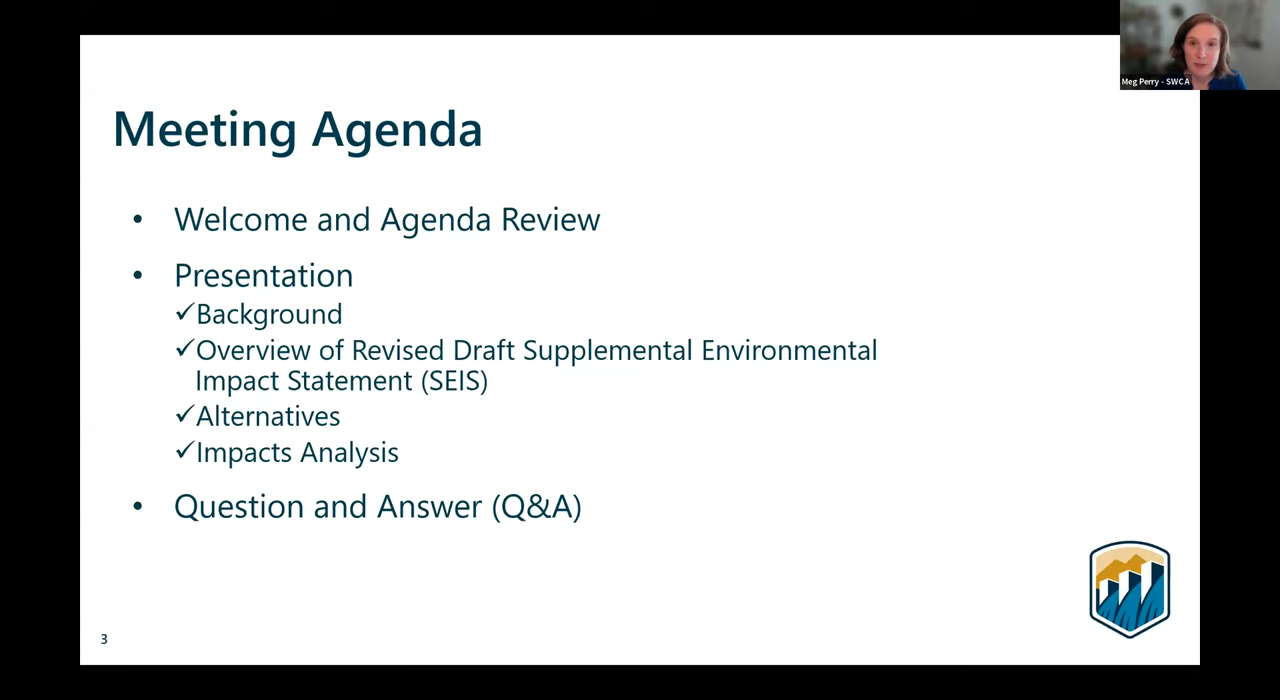 Meg Perry - SWCA
Meeting Agenda
• Welcome and Agenda Review
• Presentation
✓Background
✓Overview of Revised Draft Supplemental Environmental
Impact Statement (SEIS)
✓Alternatives
✓Impacts Analysis
• Question and Answer (Q&A)
3